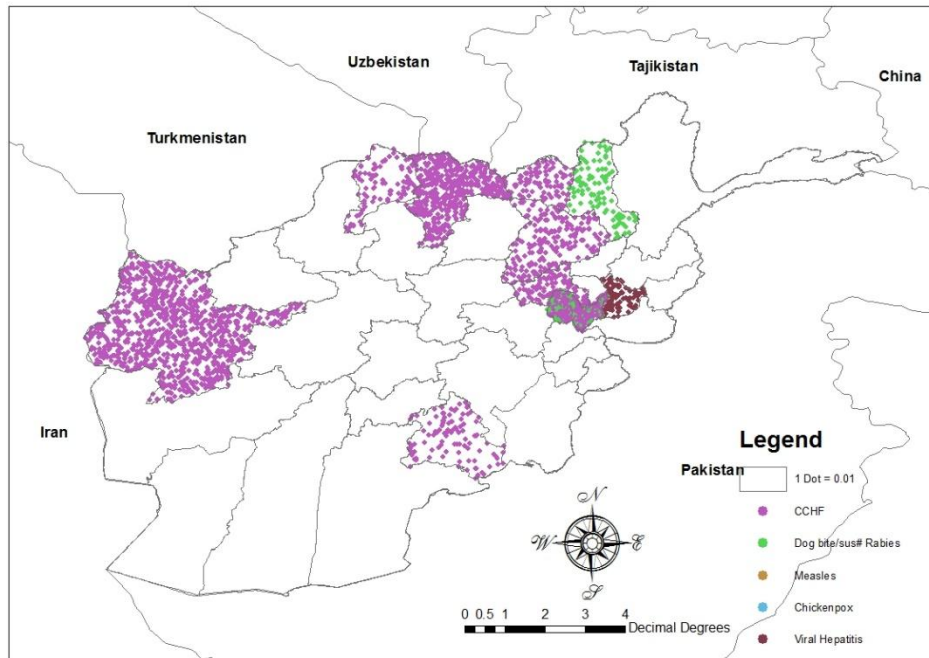 Uzbekistan
Tajikistan
China
Turkmenistan
Iran
Legend
Pakistan
1 Dot = 0.01
CCHF
Dog bite/sus# Rabies
Measles
Chickenpox
Viral Hepatitis
N
W
E
S
0 0.5 1 2 3 4
Decimal Degrees